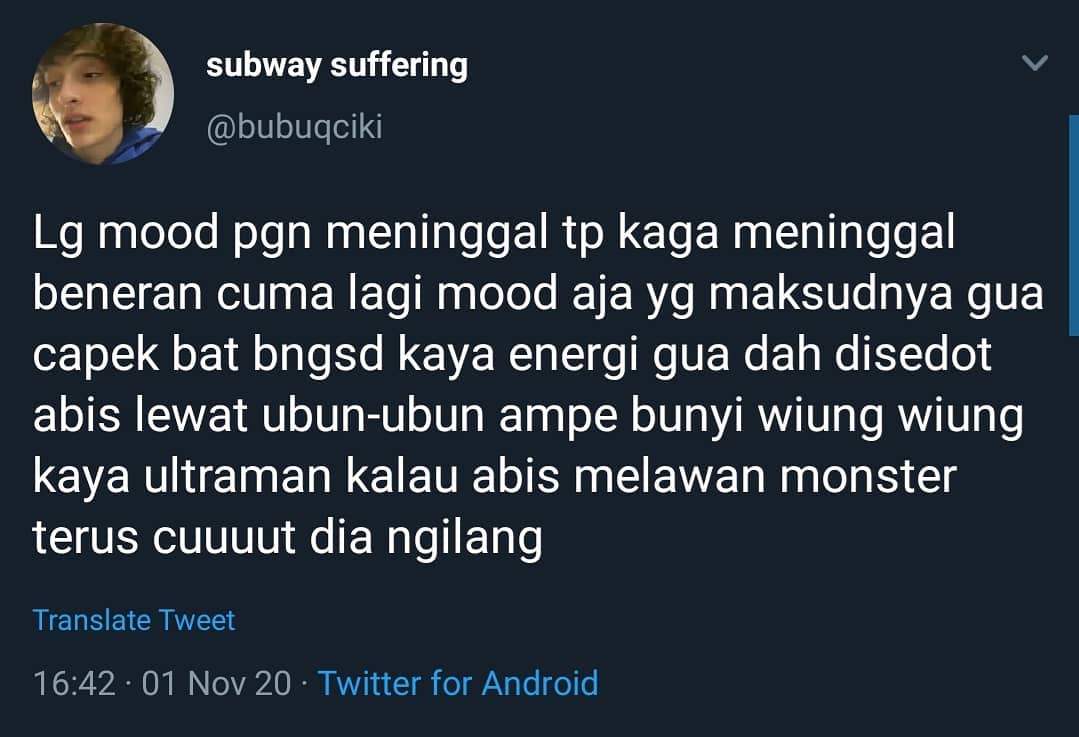 subway suffering
@bubuqciki
Lg mood pgn meninggal tp kaga meninggal
beneran cuma lagi mood aja yg maksudnya gua
capek bat bngsd kaya energi gua dah disedot
abis lewat ubun-ubun ampe bunyi wiung wiung
kaya ultraman kalau abis melawan monster
terus cuuuut dia ngilang
Translate Tweet
16:42 · 01 Nov 20 · Twitter for Android